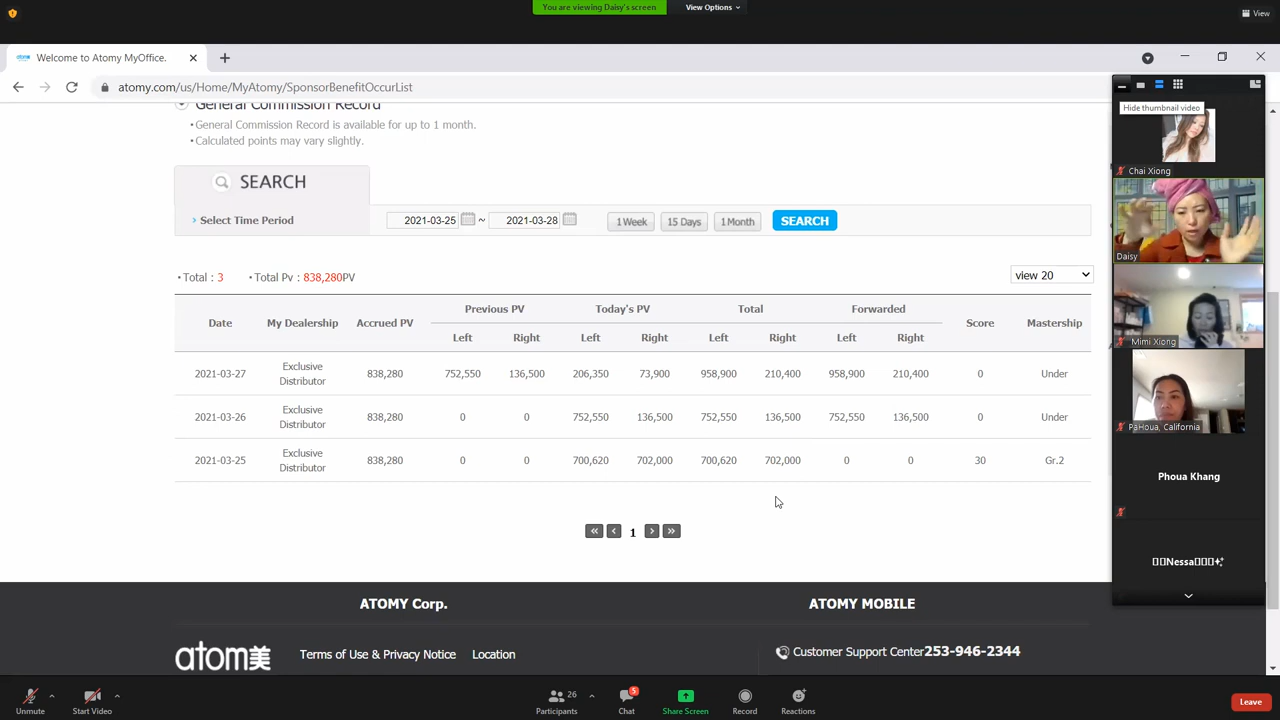 You are viewing Daisy's screen
View Options
View
Welcome to Atomy MyOffice.
atomy.com/us/Home/MyAtomy/SponsorBenefitOccurList
General Commission Record
General Commission Record is available for up to 1 month.
Calculated points may vary slightly.
SEARCH
Select Time Period
2021-03-25 ~ 2021-03-28
1 Week
15 Days
1 Month
SEARCH
Total : 3
Total Pv : 838,280PV
view 20
Date My Dealership Accrued PV Previous PV Today's PV Total Forwarded Score Mastership
Left Right Left Right Left Right Left Right
2021-03-27 Exclusive Distributor 838,280 752,550 136,500 206,350 73,900 958,900 210,400 958,900 210,400 0 Under
2021-03-26 Exclusive Distributor 838,280 0 0 752,550 136,500 752,550 136,500 752,550 136,500 0 Under
2021-03-25 Exclusive Distributor 838,280 0 0 700,620 702,000 700,620 702,000 0 0 30 Gr.2
1
ATOMY Corp.
ATOMY MOBILE
atom美
Terms of Use & Privacy Notice
Location
Customer Support Center253-946-2344
Hide thumbnail video
Chai Xiong
Daisy
Mimi Xiong
PaHoua, California
Phoua Khang
Nessa
Unmute
Start Video
Participants
26
Chat
5
Share Screen
Record
Reactions
Leave